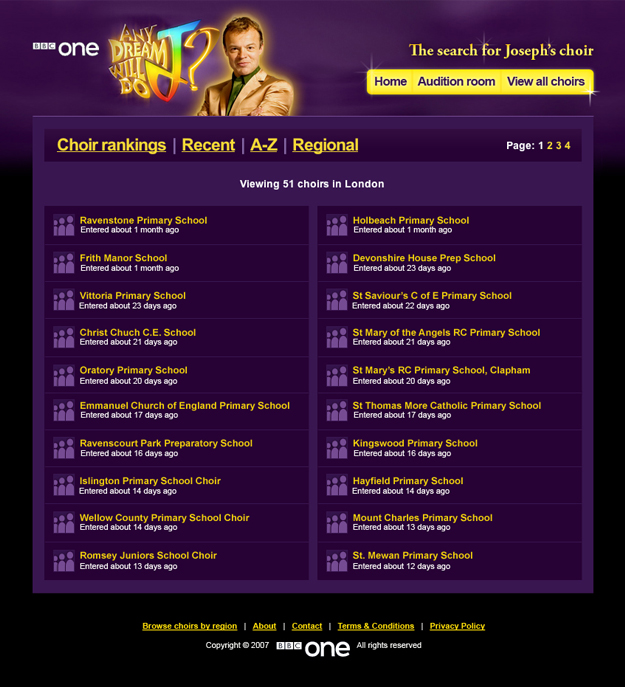 BBC one
ANY DREAM WILL DO ?
The search for Joseph's choir
Home Audition room View all choirs
Choir rankings | Recent | A-Z | Regional
Page: 1 2 3 4
Viewing 51 choirs in London
Ravenstone Primary School
Entered about 1 month ago
Holbeach Primary School
Entered about 1 month ago
Frith Manor School
Entered about 1 month ago
Devonshire House Prep School
Entered about 23 days ago
Vittoria Primary School
Entered about 23 days ago
St Saviour's C of E Primary School
Entered about 22 days ago
Christ Chuch C.E. School
Entered about 21 days ago
St Mary of the Angels RC Primary School
Entered about 21 days ago
Oratory Primary School
Entered about 20 days ago
St Mary's RC Primary School, Clapham
Entered about 20 days ago
Emmanuel Church of England Primary School
Entered about 17 days ago
St Thomas More Catholic Primary School
Entered about 17 days ago
Ravenscourt Park Preparatory School
Entered about 16 days ago
Kingswood Primary School
Entered about 16 days ago
Islington Primary School Choir
Entered about 14 days ago
Hayfield Primary School
Entered about 14 days ago
Wellow County Primary School Choir
Entered about 14 days ago
Mount Charles Primary School
Entered about 13 days ago
Romsey Juniors School Choir
Entered about 13 days ago
St. Mewan Primary School
Entered about 12 days ago
Browse choirs by region | About | Contact | Terms & Conditions | Privacy Policy
Copyright © 2007 BBC one All rights reserved